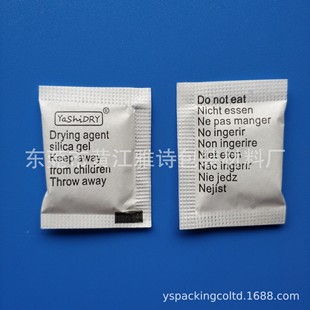 YaShiDRY
Drying agent
silica gel
Keep away
from children
Throw away
Do not eat
Nicht essen
Ne pas manger
No ingerir
Non ingerire
Niet eten
Não ingerir
Nie jedz
Nejíst
yspackingcoltd.1688.com